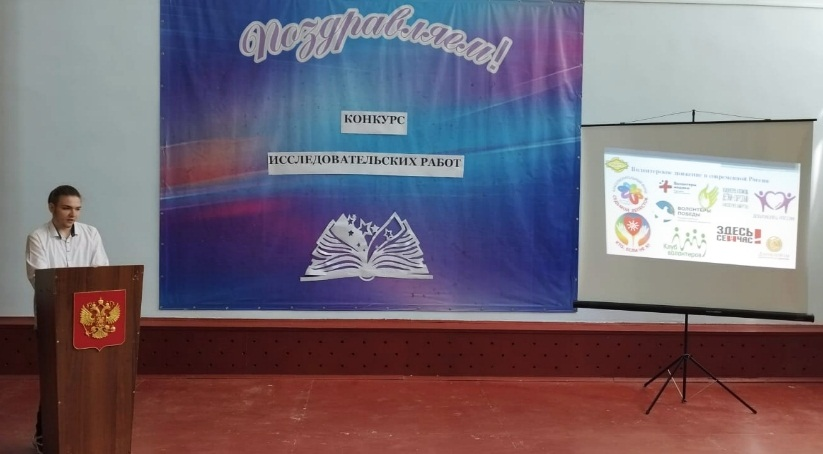 Поздравляем!
КОНКУРС
ИССЛЕДОВАТЕЛЬСКИХ РАБОТ
Волонтерское движение в современной России
ВОЛОНТЕРЫ
ПОБЕДЫ
Клуб
волонтеров
ЗДЕСЬ
СЕЙЧАС!